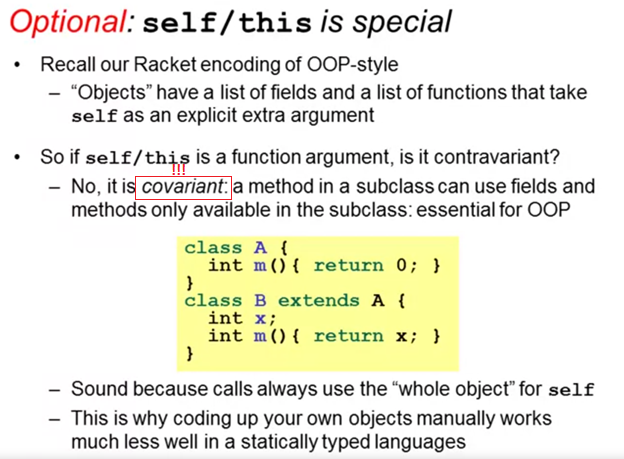 Optional: self/this is special
• Recall our Racket encoding of OOP-style
– “Objects” have a list of fields and a list of functions that take
self as an explicit extra argument
• So if self/this is a function argument, is it contravariant?
!!!
– No, it is covariant: a method in a subclass can use fields and
methods only available in the subclass: essential for OOP
class A {
int m(){ return 0; }
}
class B extends A {
int x;
int m(){ return x; }
}
– Sound because calls always use the “whole object” for self
– This is why coding up your own objects manually works
much less well in a statically typed languages